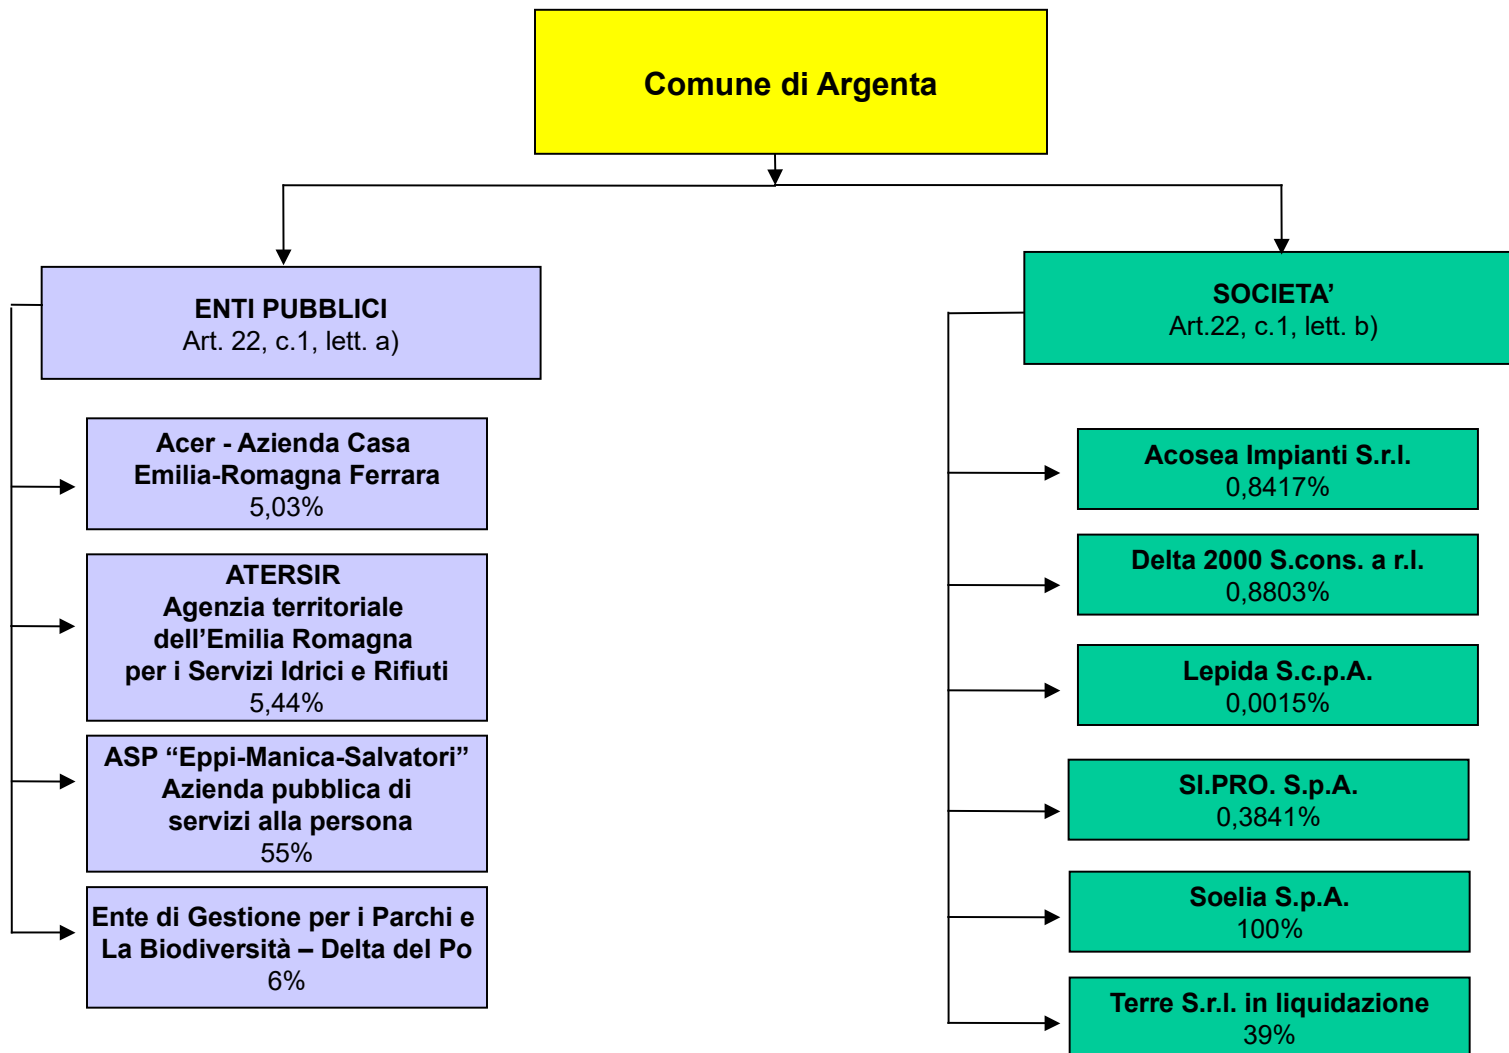 Comune di Argenta
ENTI PUBBLICI
Art. 22, c.1, lett. a)
Acer - Azienda Casa
Emilia-Romagna Ferrara
5,03%
ATERSIR
Agenzia territoriale
dell’Emilia Romagna
per i Servizi Idrici e Rifiuti
5,44%
ASP “Eppi-Manica-Salvatori”
Azienda pubblica di
servizi alla persona
55%
Ente di Gestione per i Parchi e
La Biodiversità – Delta del Po
6%
SOCIETA’
Art.22, c.1, lett. b)
Acosea Impianti S.r.l.
0,8417%
Delta 2000 S.cons. a r.l.
0,8803%
Lepida S.c.p.A.
0,0015%
SI.PRO. S.p.A.
0,3841%
Soelia S.p.A.
100%
Terre S.r.l. in liquidazione
39%